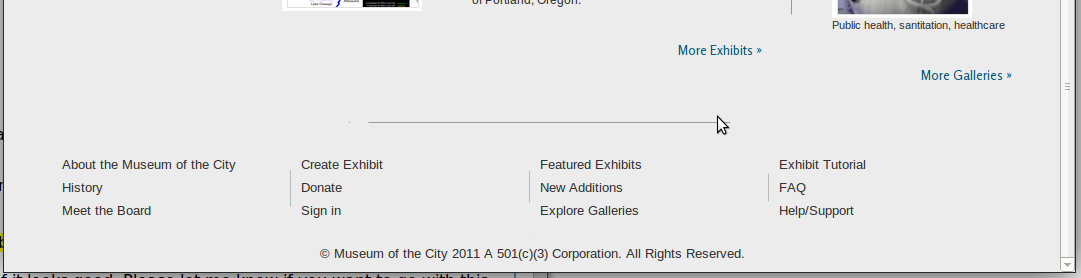 of Portland, Oregon.
Public health, santitation, healthcare
More Exhibits »
More Galleries »
About the Museum of the City
Create Exhibit
Featured Exhibits
Exhibit Tutorial
History
Donate
New Additions
FAQ
Meet the Board
Sign in
Explore Galleries
Help/Support
© Museum of the City 2011 A 501(c)(3) Corporation. All Rights Reserved.
f it looks good. Please let me know if you want to go with this